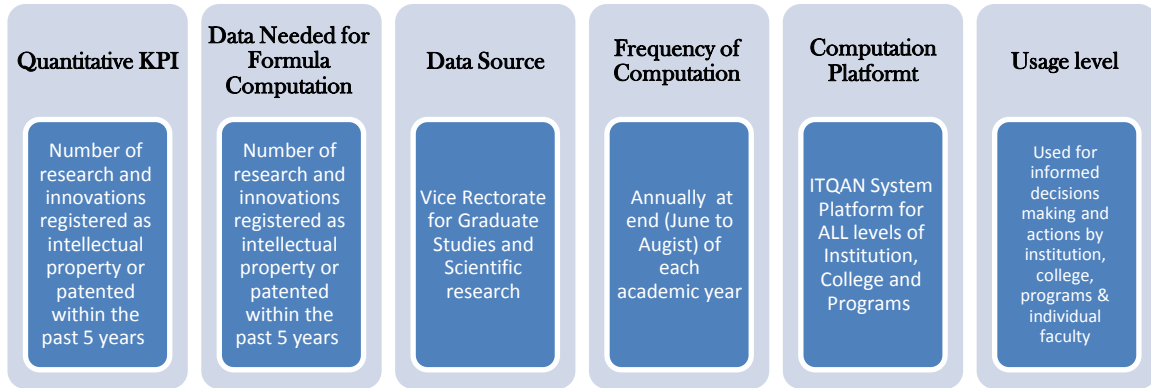 Quantitative KPI
Number of
research and
innovations
registered as
intellectual
property or
patented
within the
past 5 years
Data Needed for
Formula
Computation
Number of
research and
innovations
registered as
intellectual
property or
patented
within the
past 5 years
Data Source
Vice Rectorate
for Graduate
Studies and
Scientific
research
Frequency of
Computation
Annually at
end (June to
Augist) of
each
academic year
Computation
Platformt
ITQAN System
Platform for
ALL levels of
Institution,
College and
Programs
Usage level
Used for
informed
decisions
making and
actions by
institution,
college,
programs &
individual
faculty